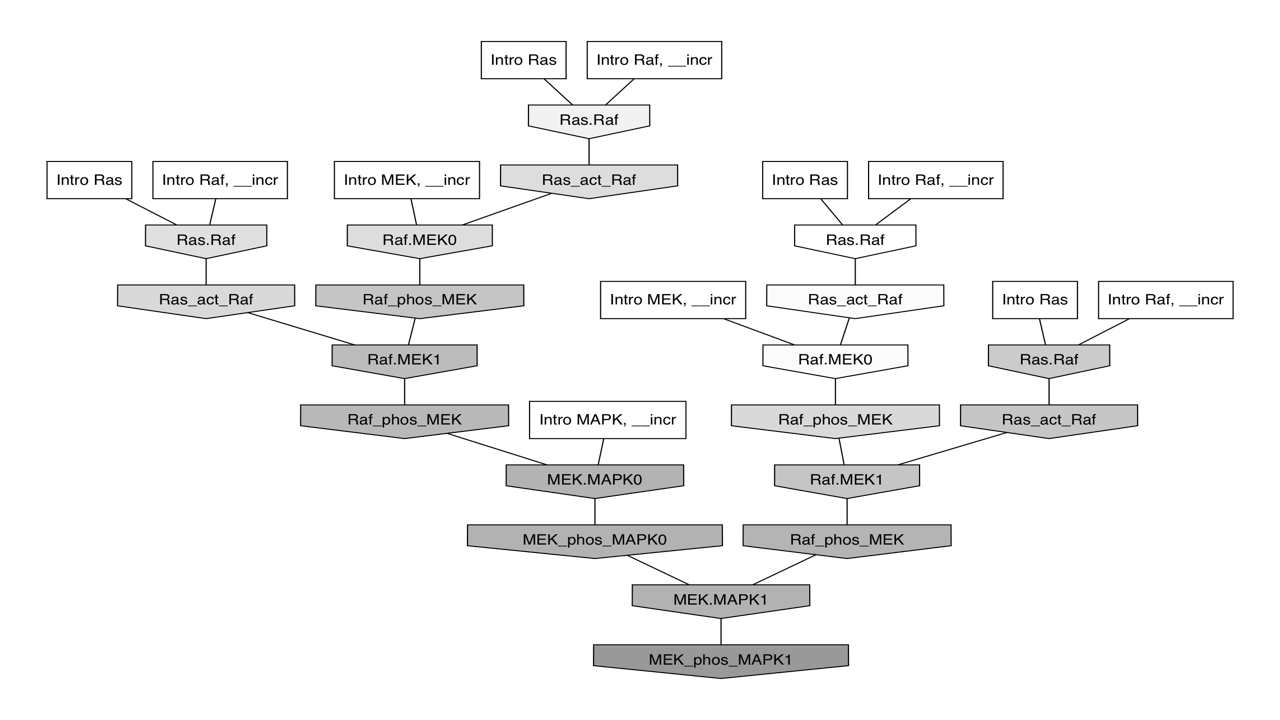 Intro Ras
Intro Raf, __incr
Ras.Raf
Intro Ras
Intro Raf, __incr
Intro MEK, __incr
Ras_act_Raf
Intro Ras
Intro Raf, __incr
Ras.Raf
Raf.MEK0
Ras.Raf
Ras_act_Raf
Raf_phos_MEK
Intro MEK, __incr
Ras_act_Raf
Intro Ras
Intro Raf, __incr
Raf.MEK1
Raf.MEK0
Ras.Raf
Raf_phos_MEK
Intro MAPK, __incr
Raf_phos_MEK
Ras_act_Raf
MEK.MAPK0
Raf.MEK1
MEK_phos_MAPK0
Raf_phos_MEK
MEK.MAPK1
MEK_phos_MAPK1